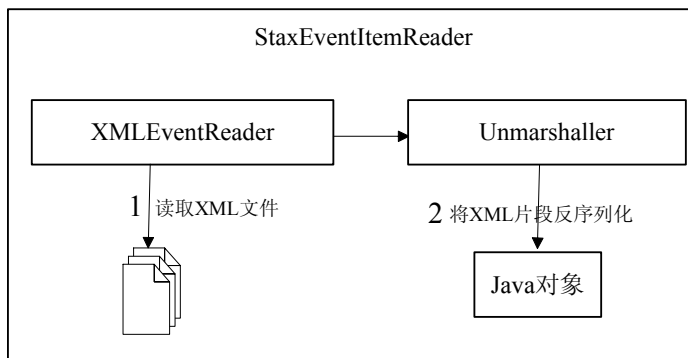 StaxEventItemReader
XMLEventReader
Unmarshaller
1 读取XML文件
2 将XML片段反序列化
Java对象